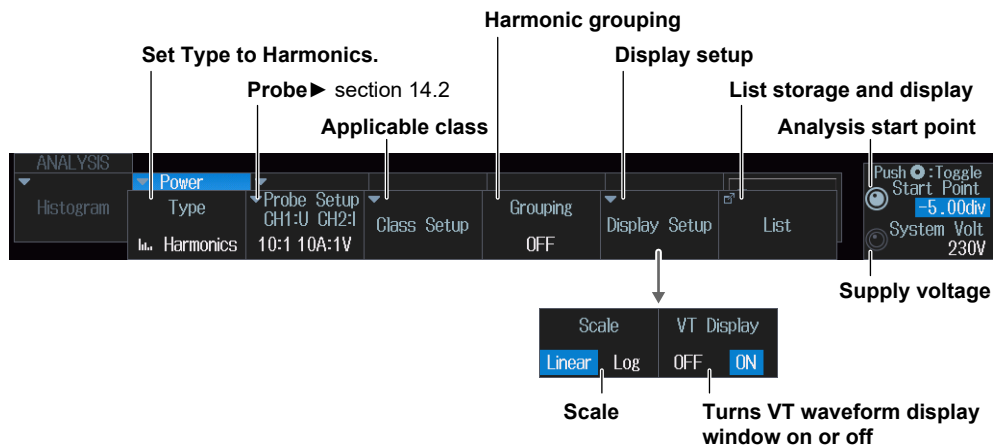 Harmonic grouping
Set Type to Harmonics.
Display setup
Probe► section 14.2
List storage and display
Applicable class
Analysis start point
ANALYSIS
Histogram
Power
Type
Harmonics
Probe Setup
CH1:U CH2:I
10:1 10A:1V
Class Setup
Grouping
OFF
Display Setup
List
Push :Toggle
Start Point
-5.00div
System Volt
230V
Supply voltage
Scale
Linear Log
VT Display
OFF ON
Scale
Turns VT waveform display
window on or off